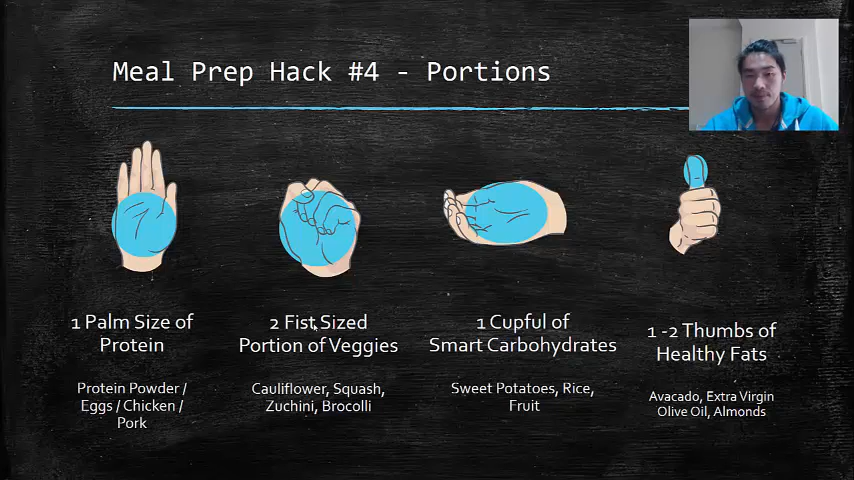 Meal Prep Hack #4 - Portions
1 Palm Size of
Protein
Protein Powder /
Eggs / Chicken /
Pork
2 Fist Sized
Portion of Veggies
Cauliflower, Squash,
Zuchini, Brocolli
1 Cupful of
Smart Carbohydrates
Sweet Potatoes, Rice,
Fruit
1 -2 Thumbs of
Healthy Fats
Avacado, Extra Virgin
Olive Oil, Almonds